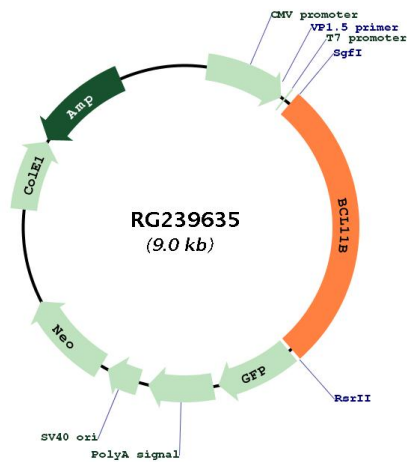 CMV promoter
VP1.5 primer
T7 promoter
SgfI
Amp
ColE1
RG239635
(9.0 kb)
BCL11B
Neo
GFP
RsrII
SV40 ori
PolyA signal